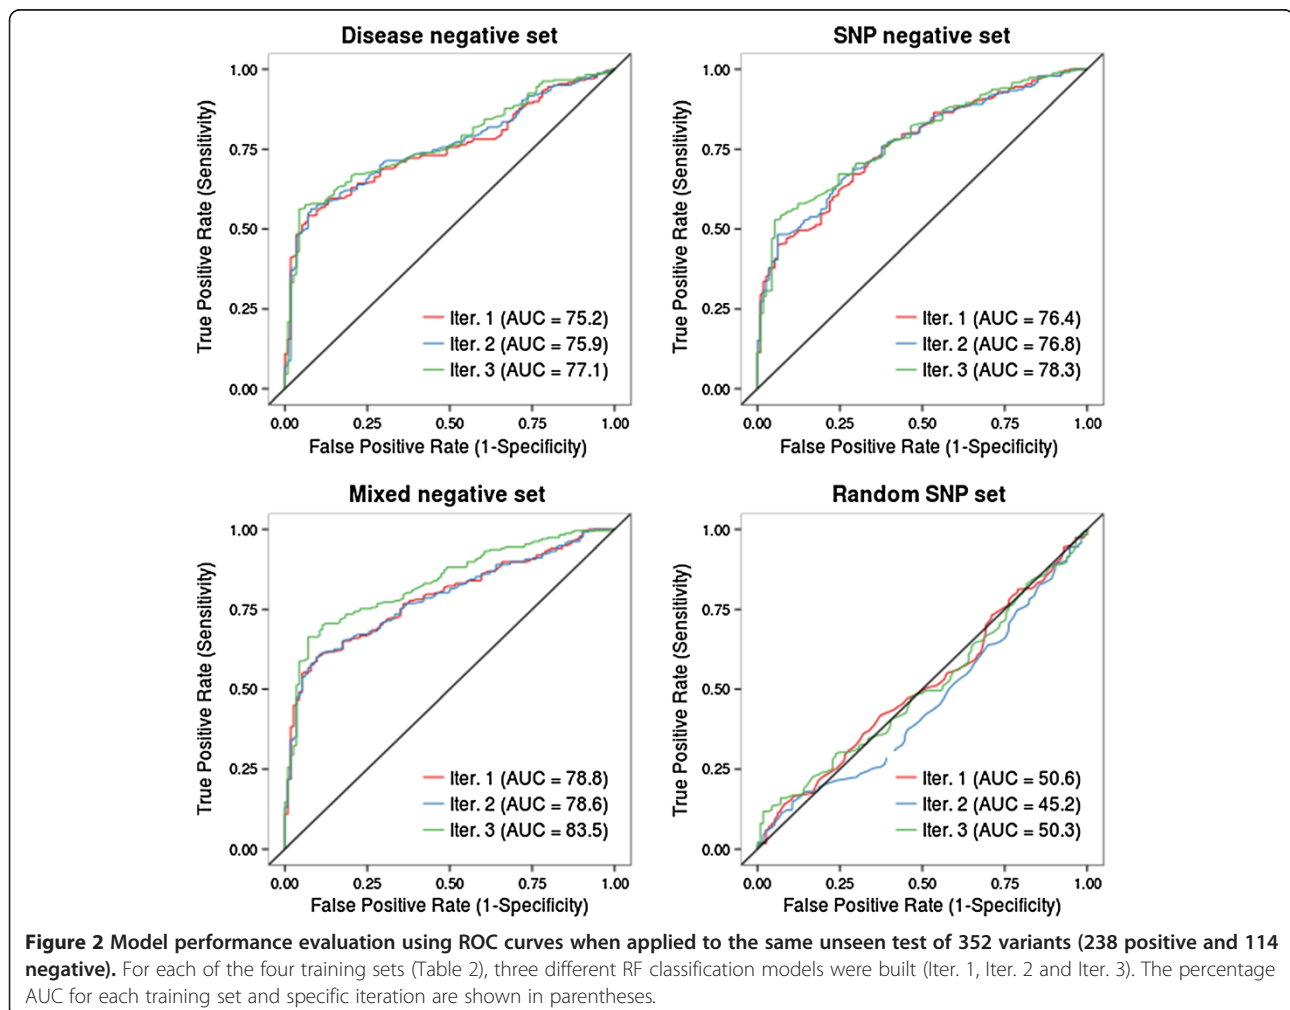 Disease negative set
True Positive Rate (Sensitivity)
1.00
0.75
0.50
0.25
0.00
Iter. 1 (AUC = 75.2)
Iter. 2 (AUC = 75.9)
Iter. 3 (AUC = 77.1)
0.00 0.25 0.50 0.75 1.00
False Positive Rate (1-Specificity)
SNP negative set
True Positive Rate (Sensitivity)
1.00
0.75
0.50
0.25
0.00
Iter. 1 (AUC = 76.4)
Iter. 2 (AUC = 76.8)
Iter. 3 (AUC = 78.3)
0.00 0.25 0.50 0.75 1.00
False Positive Rate (1-Specificity)
Mixed negative set
True Positive Rate (Sensitivity)
1.00
0.75
0.50
0.25
0.00
Iter. 1 (AUC = 78.8)
Iter. 2 (AUC = 78.6)
Iter. 3 (AUC = 83.5)
0.00 0.25 0.50 0.75 1.00
False Positive Rate (1-Specificity)
Random SNP set
True Positive Rate (Sensitivity)
1.00
0.75
0.50
0.25
0.00
Iter. 1 (AUC = 50.6)
Iter. 2 (AUC = 45.2)
Iter. 3 (AUC = 50.3)
0.00 0.25 0.50 0.75 1.00
False Positive Rate (1-Specificity)
Figure 2 Model performance evaluation using ROC curves when applied to the same unseen test of 352 variants (238 positive and 114
negative). For each of the four training sets (Table 2), three different RF classification models were built (Iter. 1, Iter. 2 and Iter. 3). The percentage
AUC for each training set and specific iteration are shown in parentheses.